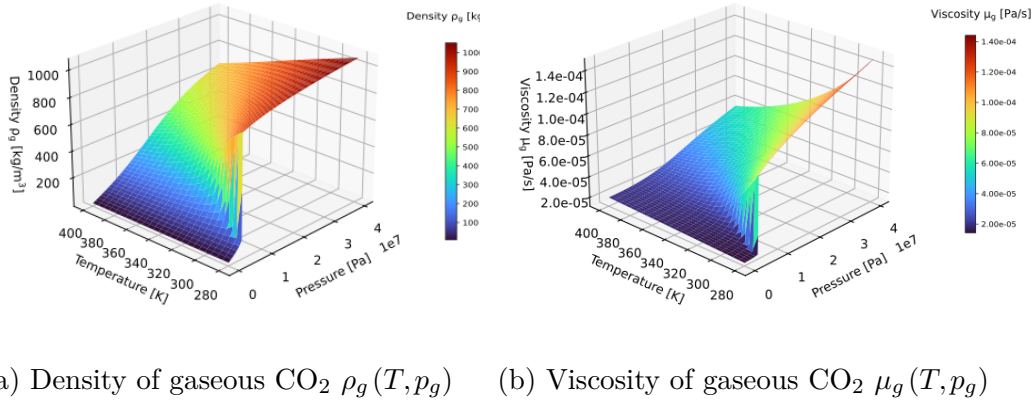 Density ρg [kg
1000
800
600
400
200
Density ρg [kg/m³]
400
380
360
340
320
300
280
Temperature [K]
0
1
2
3
4
1e7
Pressure [Pa]
1000
900
800
700
600
500
400
300
200
100
Viscosity μg [Pa/s]
1.4e-04
1.2e-04
1.0e-04
8.0e-05
6.0e-05
4.0e-05
2.0e-05
Viscosity μg [Pa/s]
400
380
360
340
320
300
280
Temperature [K]
0
1
2
3
4
1e7
Pressure [Pa]
1.40e-04
1.20e-04
1.00e-04
8.00e-05
6.00e-05
4.00e-05
2.00e-05
a) Density of gaseous CO₂ ρg (T, pg)
(b) Viscosity of gaseous CO₂ μg (T, pg)